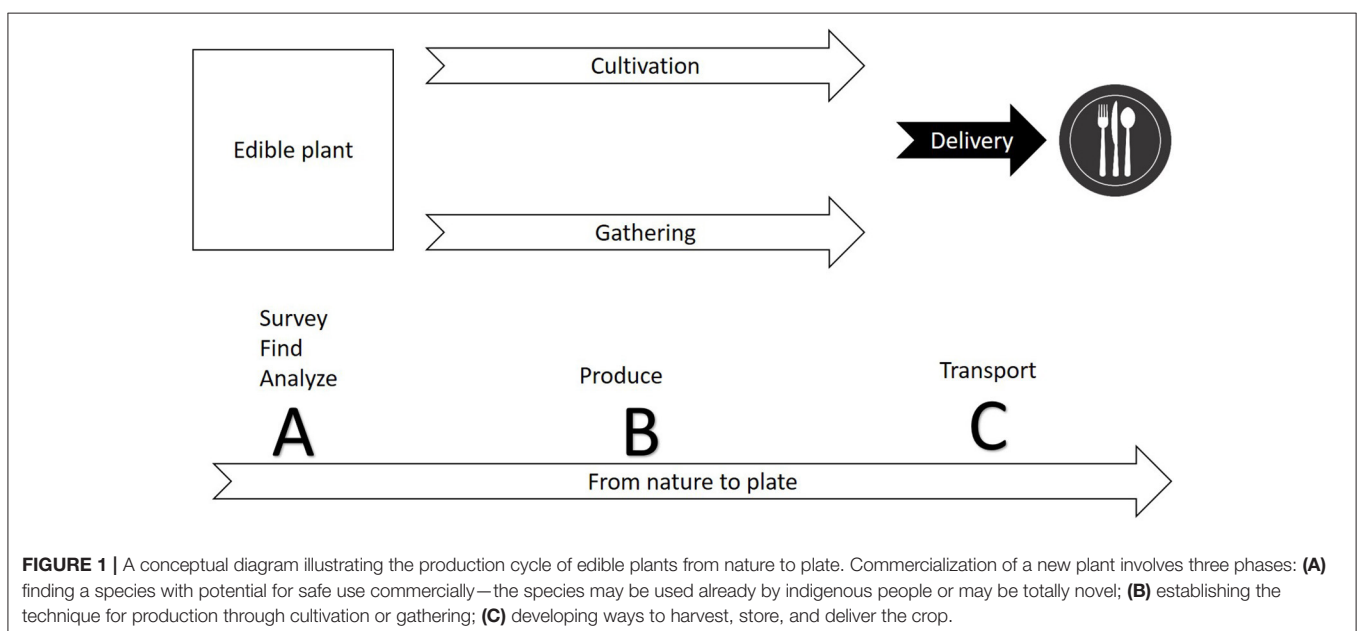 Cultivation
Edible plant
Delivery
Gathering
Survey
Find
Analyze
Produce
Transport
A
B
C
From nature to plate
FIGURE 1 | A conceptual diagram illustrating the production cycle of edible plants from nature to plate. Commercialization of a new plant involves three phases: (A)
finding a species with potential for safe use commercially—the species may be used already by indigenous people or may be totally novel; (B) establishing the
technique for production through cultivation or gathering; (C) developing ways to harvest, store, and deliver the crop.